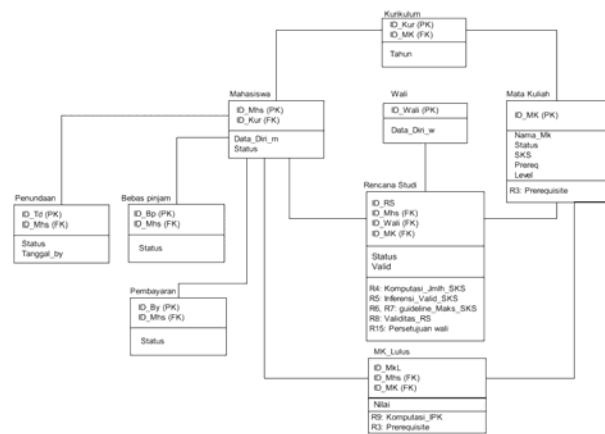 Kurikulum
ID_Kur (PK)
ID_MK (FK)
Tahun
Mahasiswa
ID_Mhs (PK)
ID_Kur (FK)
Data_Diri_m
Status
Wali
ID_Wali (PK)
Data_Diri_w
Mata Kuliah
ID_MK (PK)
Nama_Mk
Status
SKS
Prereq
Level
R3: Prerequisite
Penundaan
ID_Td (PK)
ID_Mhs (FK)
Status
Tanggal_by
Bebas pinjam
ID_Bp (PK)
ID_Mhs (FK)
Status
Rencana Studi
ID_RS
ID_Mhs (FK)
ID_Wali (FK)
ID_MK (FK)
Status
Valid
R4: Komputasi_Jmlh_SKS
R5: Inferensi_Valid_SKS
R6, R7: guideline_Maks_SKS
R8: Validitas_RS
R15: Persetujuan wali
Pembayaran
ID_By (PK)
ID_Mhs (FK)
Status
MK_Lulus
ID_MkL
ID_Mhs (FK)
ID_MK (FK)
Nilai
R9: Komputasi_IPK
R3: Prerequisite